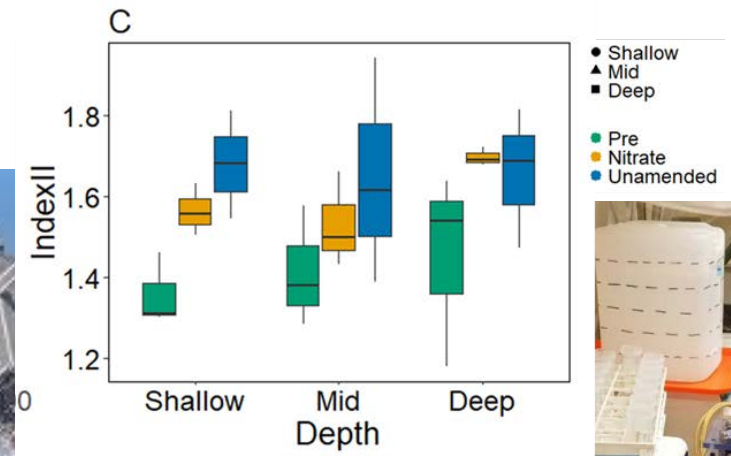 C
IndexII
1.8
1.6
1.4
1.2
Shallow Mid Deep
Depth
Shallow
Mid
Deep
Pre
Nitrate
Unamended
0